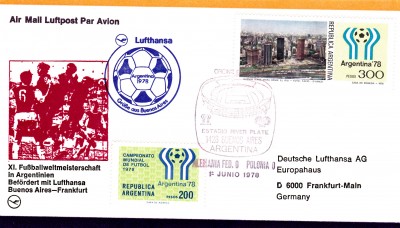 Air Mail Luftpost Par Avion
Lufthansa
Argentina
1978
Grüße aus Buenos Aires
REPUBLICA ARGENTINA
Argentina '78
PESOS 300
ESTADIO RIVER PLATE
BUENOS AIRES
ARGENTINA
ALEMANIA FED. 0 POLONIA 0
1º JUNIO 1978
CAMPEONATO
MUNDIAL
DE FUTBOL
1978
Argentina '78
REPUBLICA
ARGENTINA
PESOS 200
XI. Fußballweltmeisterschaft
in Argentinien
Befördert mit Lufthansa
Buenos Aires—Frankfurt
Deutsche Lufthansa AG
Europahaus
D 6000 Frankfurt-Main
Germany